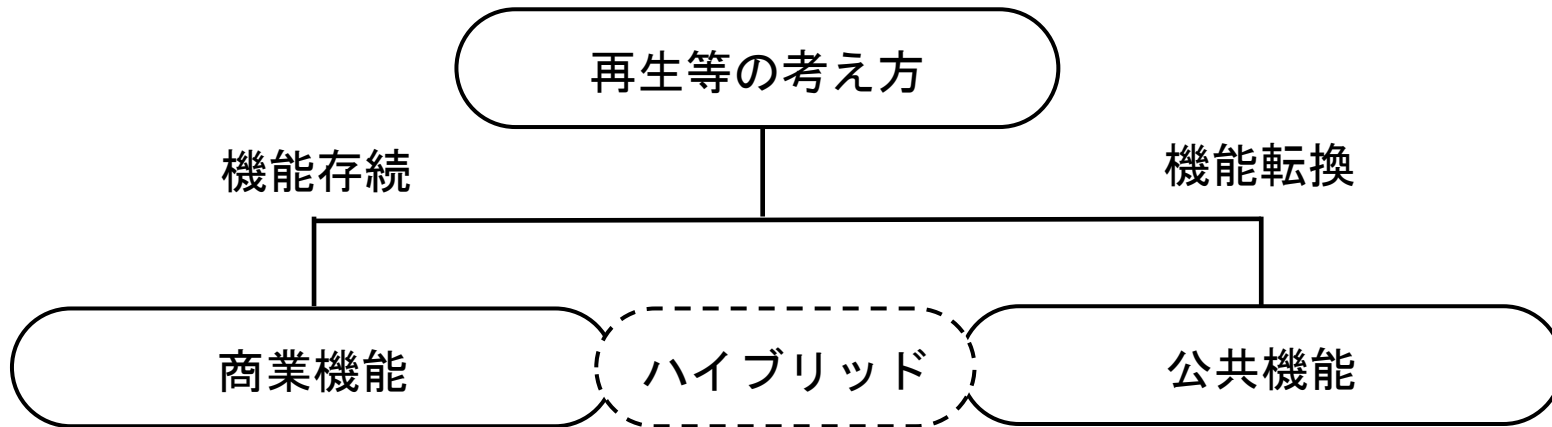 再生等の考え方
機能存続
機能転換
商業機能
ハイブリッド
公共機能